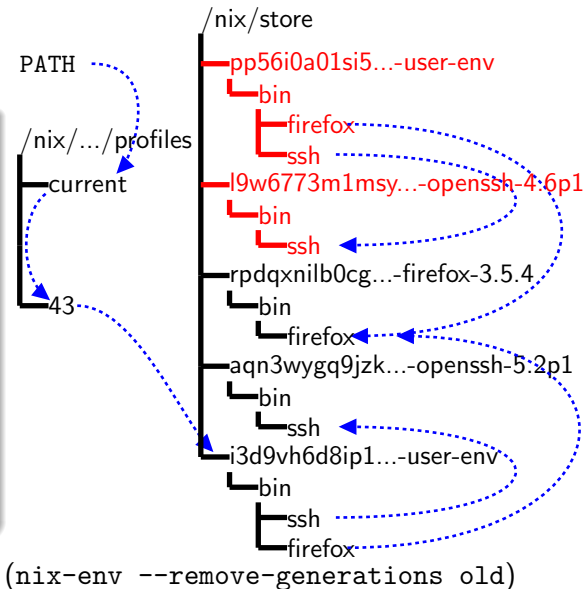 /nix/store
PATH
pp56i0a01si5...-user-env
bin
firefox
ssh
/nix/.../profiles
current
43
l9w6773m1msy...-openssh-4.6p1
bin
ssh
rpdqxnilb0cg...-firefox-3.5.4
bin
firefox
aqn3wygq9jzk...-openssh-5.2p1
bin
ssh
i3d9vh6d8ip1...-user-env
bin
ssh
firefox
(nix-env --remove-generations old)